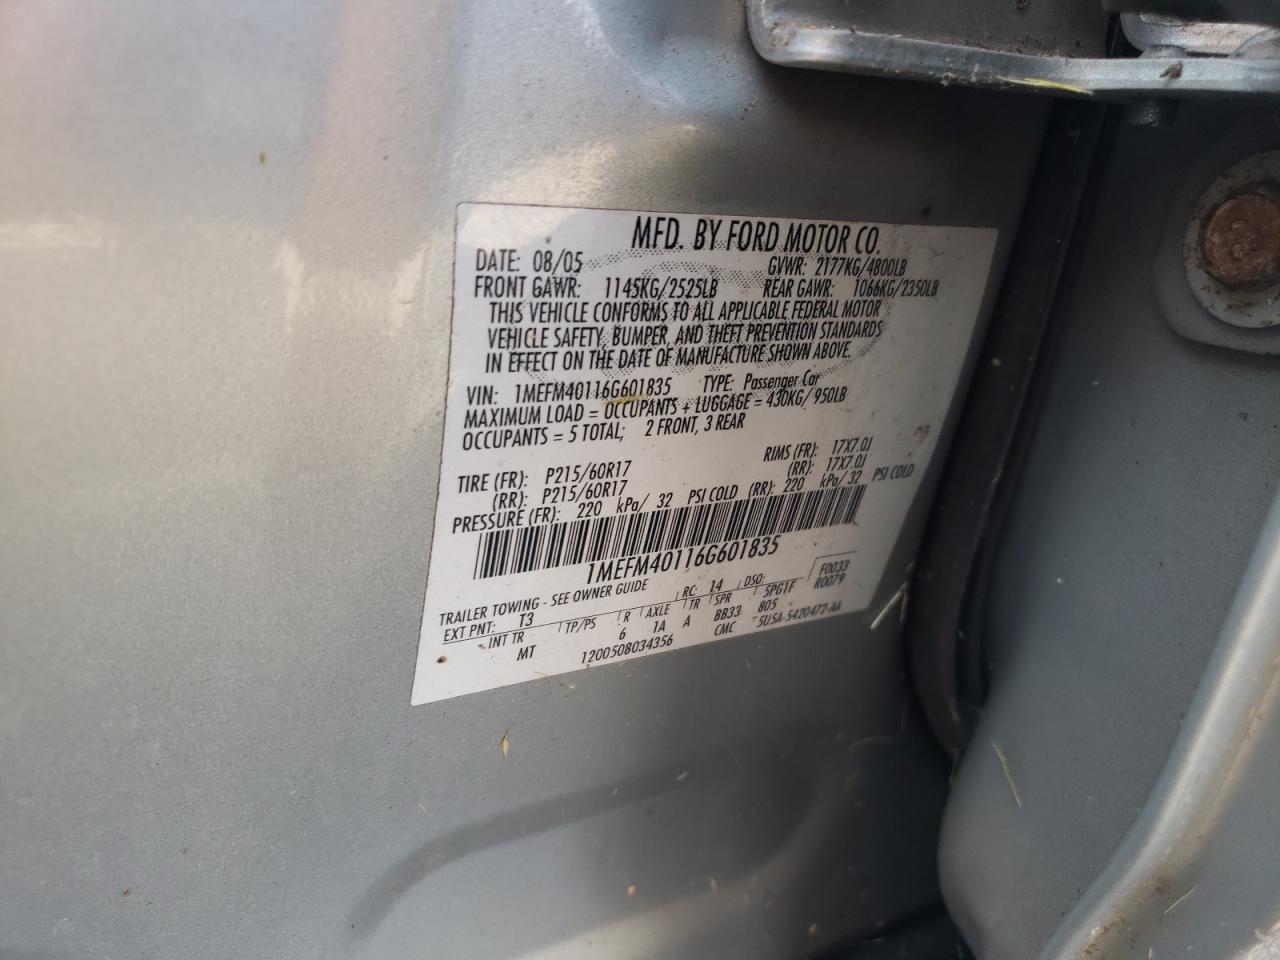 MFD. BY FORD MOTOR CO.
DATE: 08/05 GVWR: 2177KG/4800LB
FRONT GAWR: 1145KG/2525LB REAR GAWR: 1066KG/2350LB
THIS VEHICLE CONFORMS TO ALL APPLICABLE FEDERAL MOTOR
VEHICLE SAFETY, BUMPER, AND THEFT PREVENTION STANDARDS
IN EFFECT ON THE DATE OF MANUFACTURE SHOWN ABOVE.
VIN: 1MEFM40116G601835 TYPE: Passenger Car
MAXIMUM LOAD = OCCUPANTS + LUGGAGE = 430KG/950LB
OCCUPANTS = 5 TOTAL; 2 FRONT, 3 REAR
TIRE (FR): P215/60R17 RIMS (FR): 17X7.0J
(RR): P215/60R17 (RR): 17X7.0J
PRESSURE (FR): 220 kPa/ 32 PSI COLD (RR): 220 kPa/ 32 PSI COLD
1MEFM40116G601835
TRAILER TOWING - SEE OWNER GUIDE F0033
EXT PNT: T3 RC: 14 DSO: R0079
INT TR TP/PS R AXLE TR SPR 5PG1F
MT 6 1A A BB33 805
1200508034356 CMC 5U5A-5420472-AA